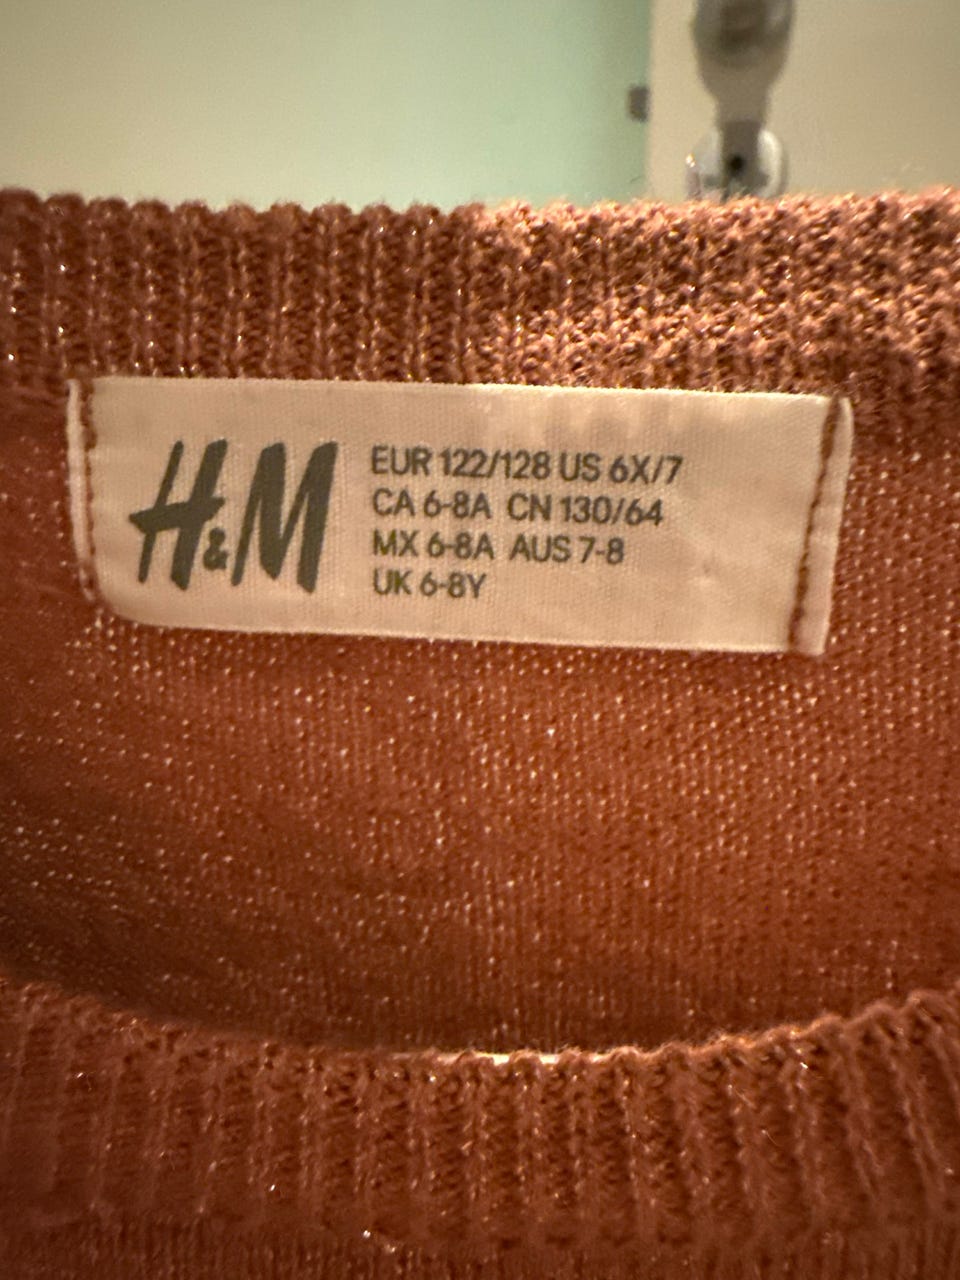 H&M
EUR 122/128 US 6X/7
CA 6-8A CN 130/64
MX 6-8A AUS 7-8
UK 6-8Y